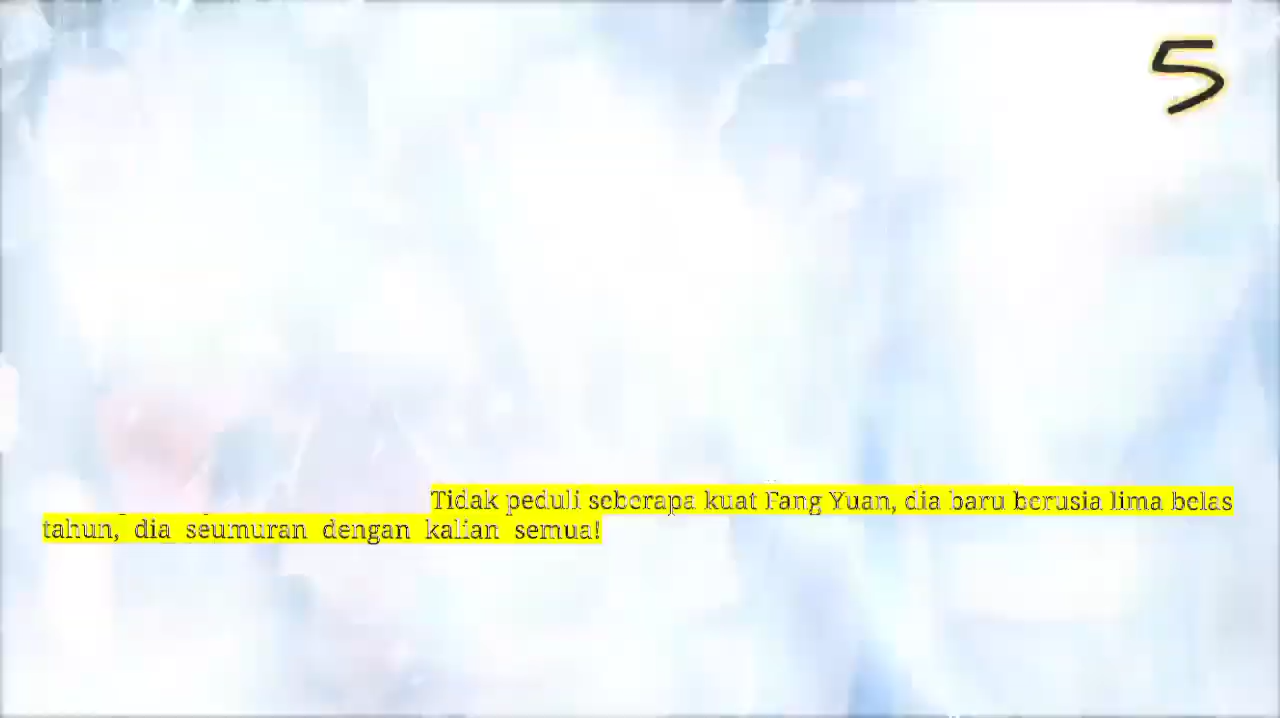 5
Tidak peduli seberapa kuat Fang Yuan, dia baru berusia lima belas
tahun, dia seumuran dengan kalian semua!